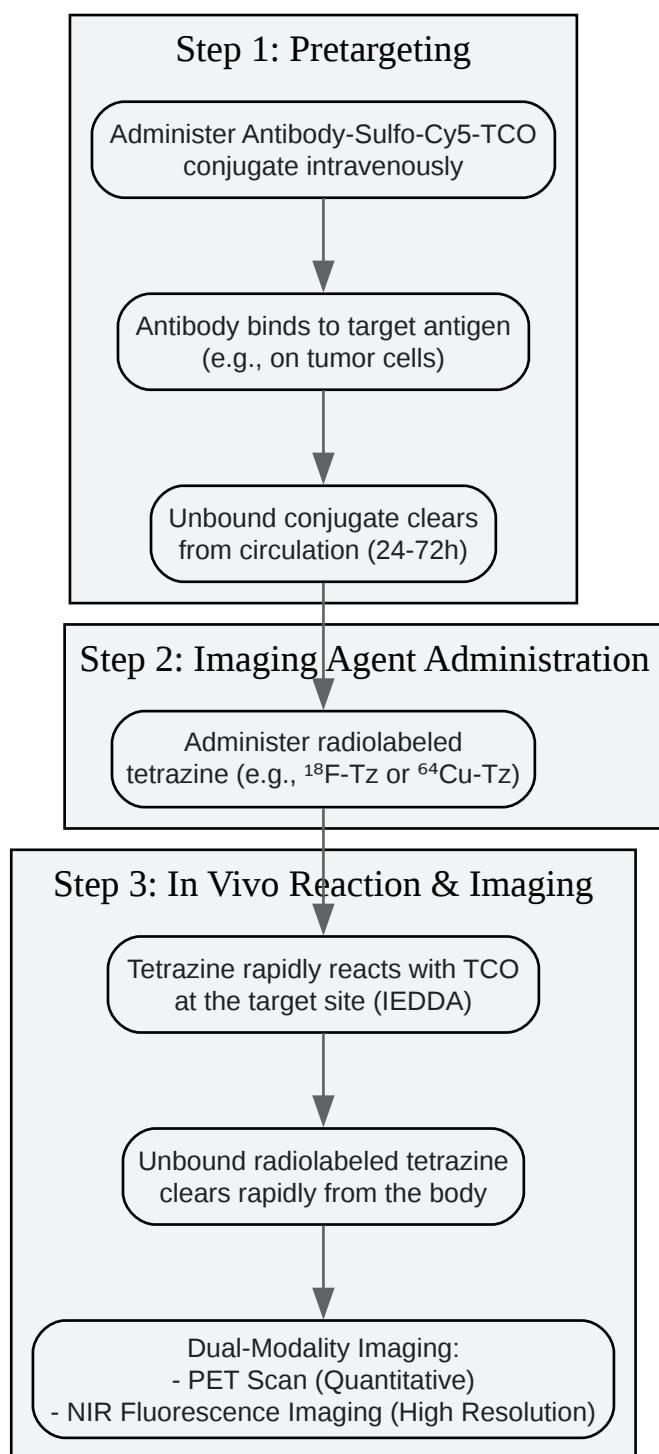 Step 1: Pretargeting
Administer Antibody-Sulfo-Cy5-TCO
conjugate intravenously
Antibody binds to target antigen
(e.g., on tumor cells)
Unbound conjugate clears
from circulation (24-72h)
Step 2: Imaging Agent Administration
Administer radiolabeled
tetrazine (e.g., ¹⁸F-Tz or ⁶⁴Cu-Tz)
Step 3: In Vivo Reaction & Imaging
Tetrazine rapidly reacts with TCO
at the target site (IEDDA)
Unbound radiolabeled tetrazine
clears rapidly from the body
Dual-Modality Imaging:
- PET Scan (Quantitative)
- NIR Fluorescence Imaging (High Resolution)